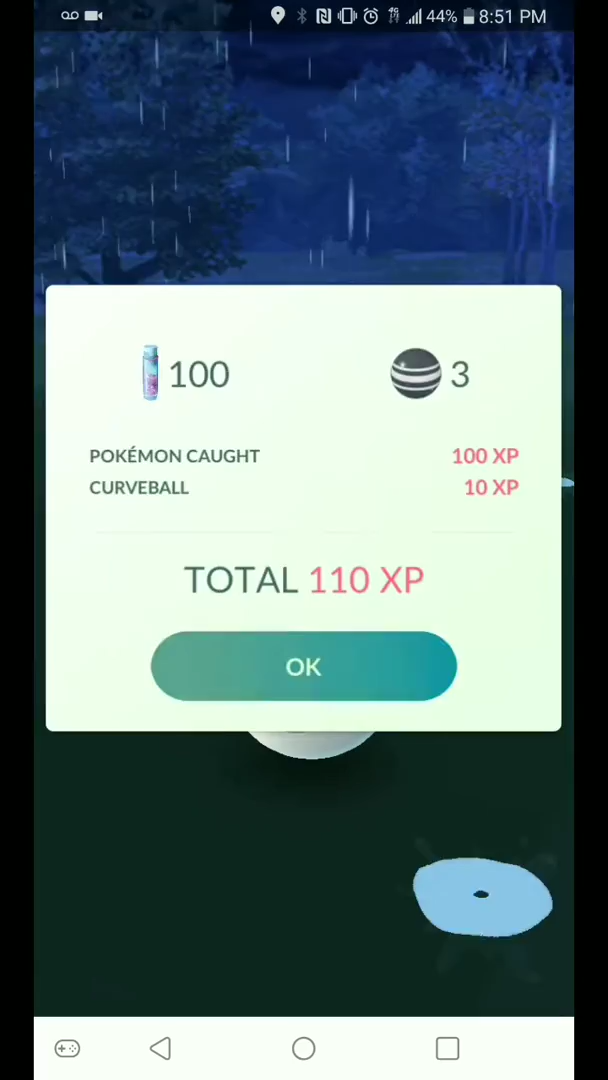 44% 8:51 PM
100 3
POKÉMON CAUGHT 100 XP
CURVEBALL 10 XP
TOTAL 110 XP
OK